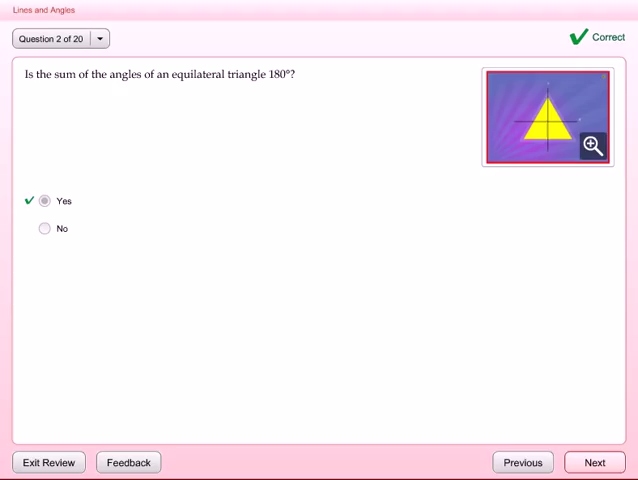 Lines and Angles
Question 2 of 20
Correct
Is the sum of the angles of an equilateral triangle 180°?
Yes
No
Exit Review
Feedback
Previous
Next